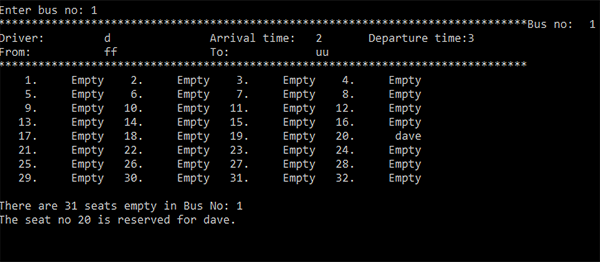 Enter bus no: 1
*******************************************************************************Bus no:  1
Driver:         d               Arrival time:   2       Departure time:3
From:           ff              To:             uu
*******************************************************************************
    1.     Empty   2.     Empty   3.     Empty   4.     Empty
    5.     Empty   6.     Empty   7.     Empty   8.     Empty
    9.     Empty  10.     Empty  11.     Empty  12.     Empty
   13.     Empty  14.     Empty  15.     Empty  16.     Empty
   17.     Empty  18.     Empty  19.     Empty  20.      dave
   21.     Empty  22.     Empty  23.     Empty  24.     Empty
   25.     Empty  26.     Empty  27.     Empty  28.     Empty
   29.     Empty  30.     Empty  31.     Empty  32.     Empty
There are 31 seats empty in Bus No: 1
The seat no 20 is reserved for dave.